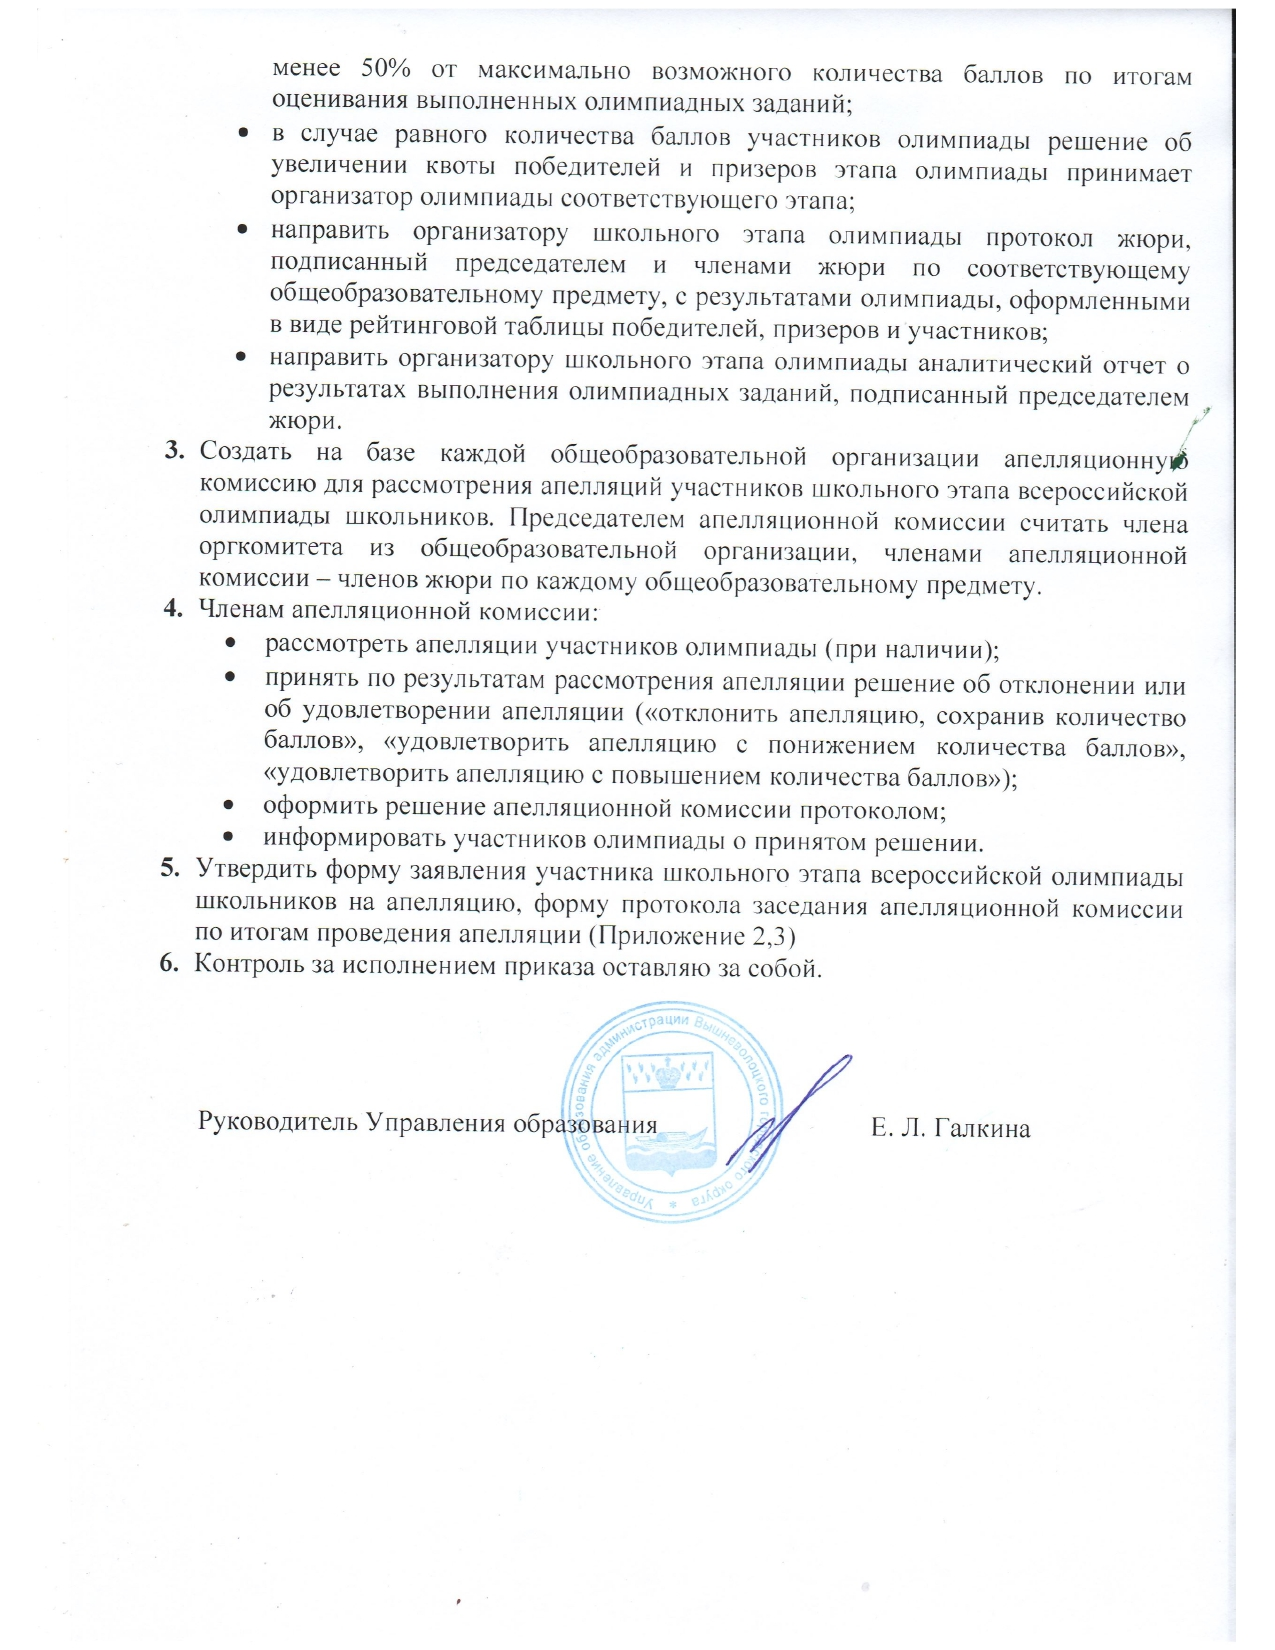 менее 50% от максимально возможного количества баллов по итогам
оценивания выполненных олимпиадных заданий;
• в случае равного количества баллов участников олимпиады решение об
увеличении квоты победителей и призеров этапа олимпиады принимает
организатор олимпиады соответствующего этапа;
• направить организатору школьного этапа олимпиады протокол жюри,
подписанный председателем и членами жюри по соответствующему
общеобразовательному предмету, с результатами олимпиады, оформленными
в виде рейтинговой таблицы победителей, призеров и участников;
• направить организатору школьного этапа олимпиады аналитический отчет о
результатах выполнения олимпиадных заданий, подписанный председателем
жюри.
3. Создать на базе каждой общеобразовательной организации апелляционную
комиссию для рассмотрения апелляций участников школьного этапа всероссийской
олимпиады школьников. Председателем апелляционной комиссии считать члена
оргкомитета из общеобразовательной организации, членами апелляционной
комиссии – членов жюри по каждому общеобразовательному предмету.
4. Членам апелляционной комиссии:
• рассмотреть апелляции участников олимпиады (при наличии);
• принять по результатам рассмотрения апелляции решение об отклонении или
об удовлетворении апелляции («отклонить апелляцию, сохранив количество
баллов», «удовлетворить апелляцию с понижением количества баллов»,
«удовлетворить апелляцию с повышением количества баллов»);
• оформить решение апелляционной комиссии протоколом;
• информировать участников олимпиады о принятом решении.
5. Утвердить форму заявления участника школьного этапа всероссийской олимпиады
школьников на апелляцию, форму протокола заседания апелляционной комиссии
по итогам проведения апелляции (Приложение 2,3)
6. Контроль за исполнением приказа оставляю за собой.
Руководитель Управления образования
Е. Л. Галкина
Управление образования администрации Вышневолоцкого городского округа *